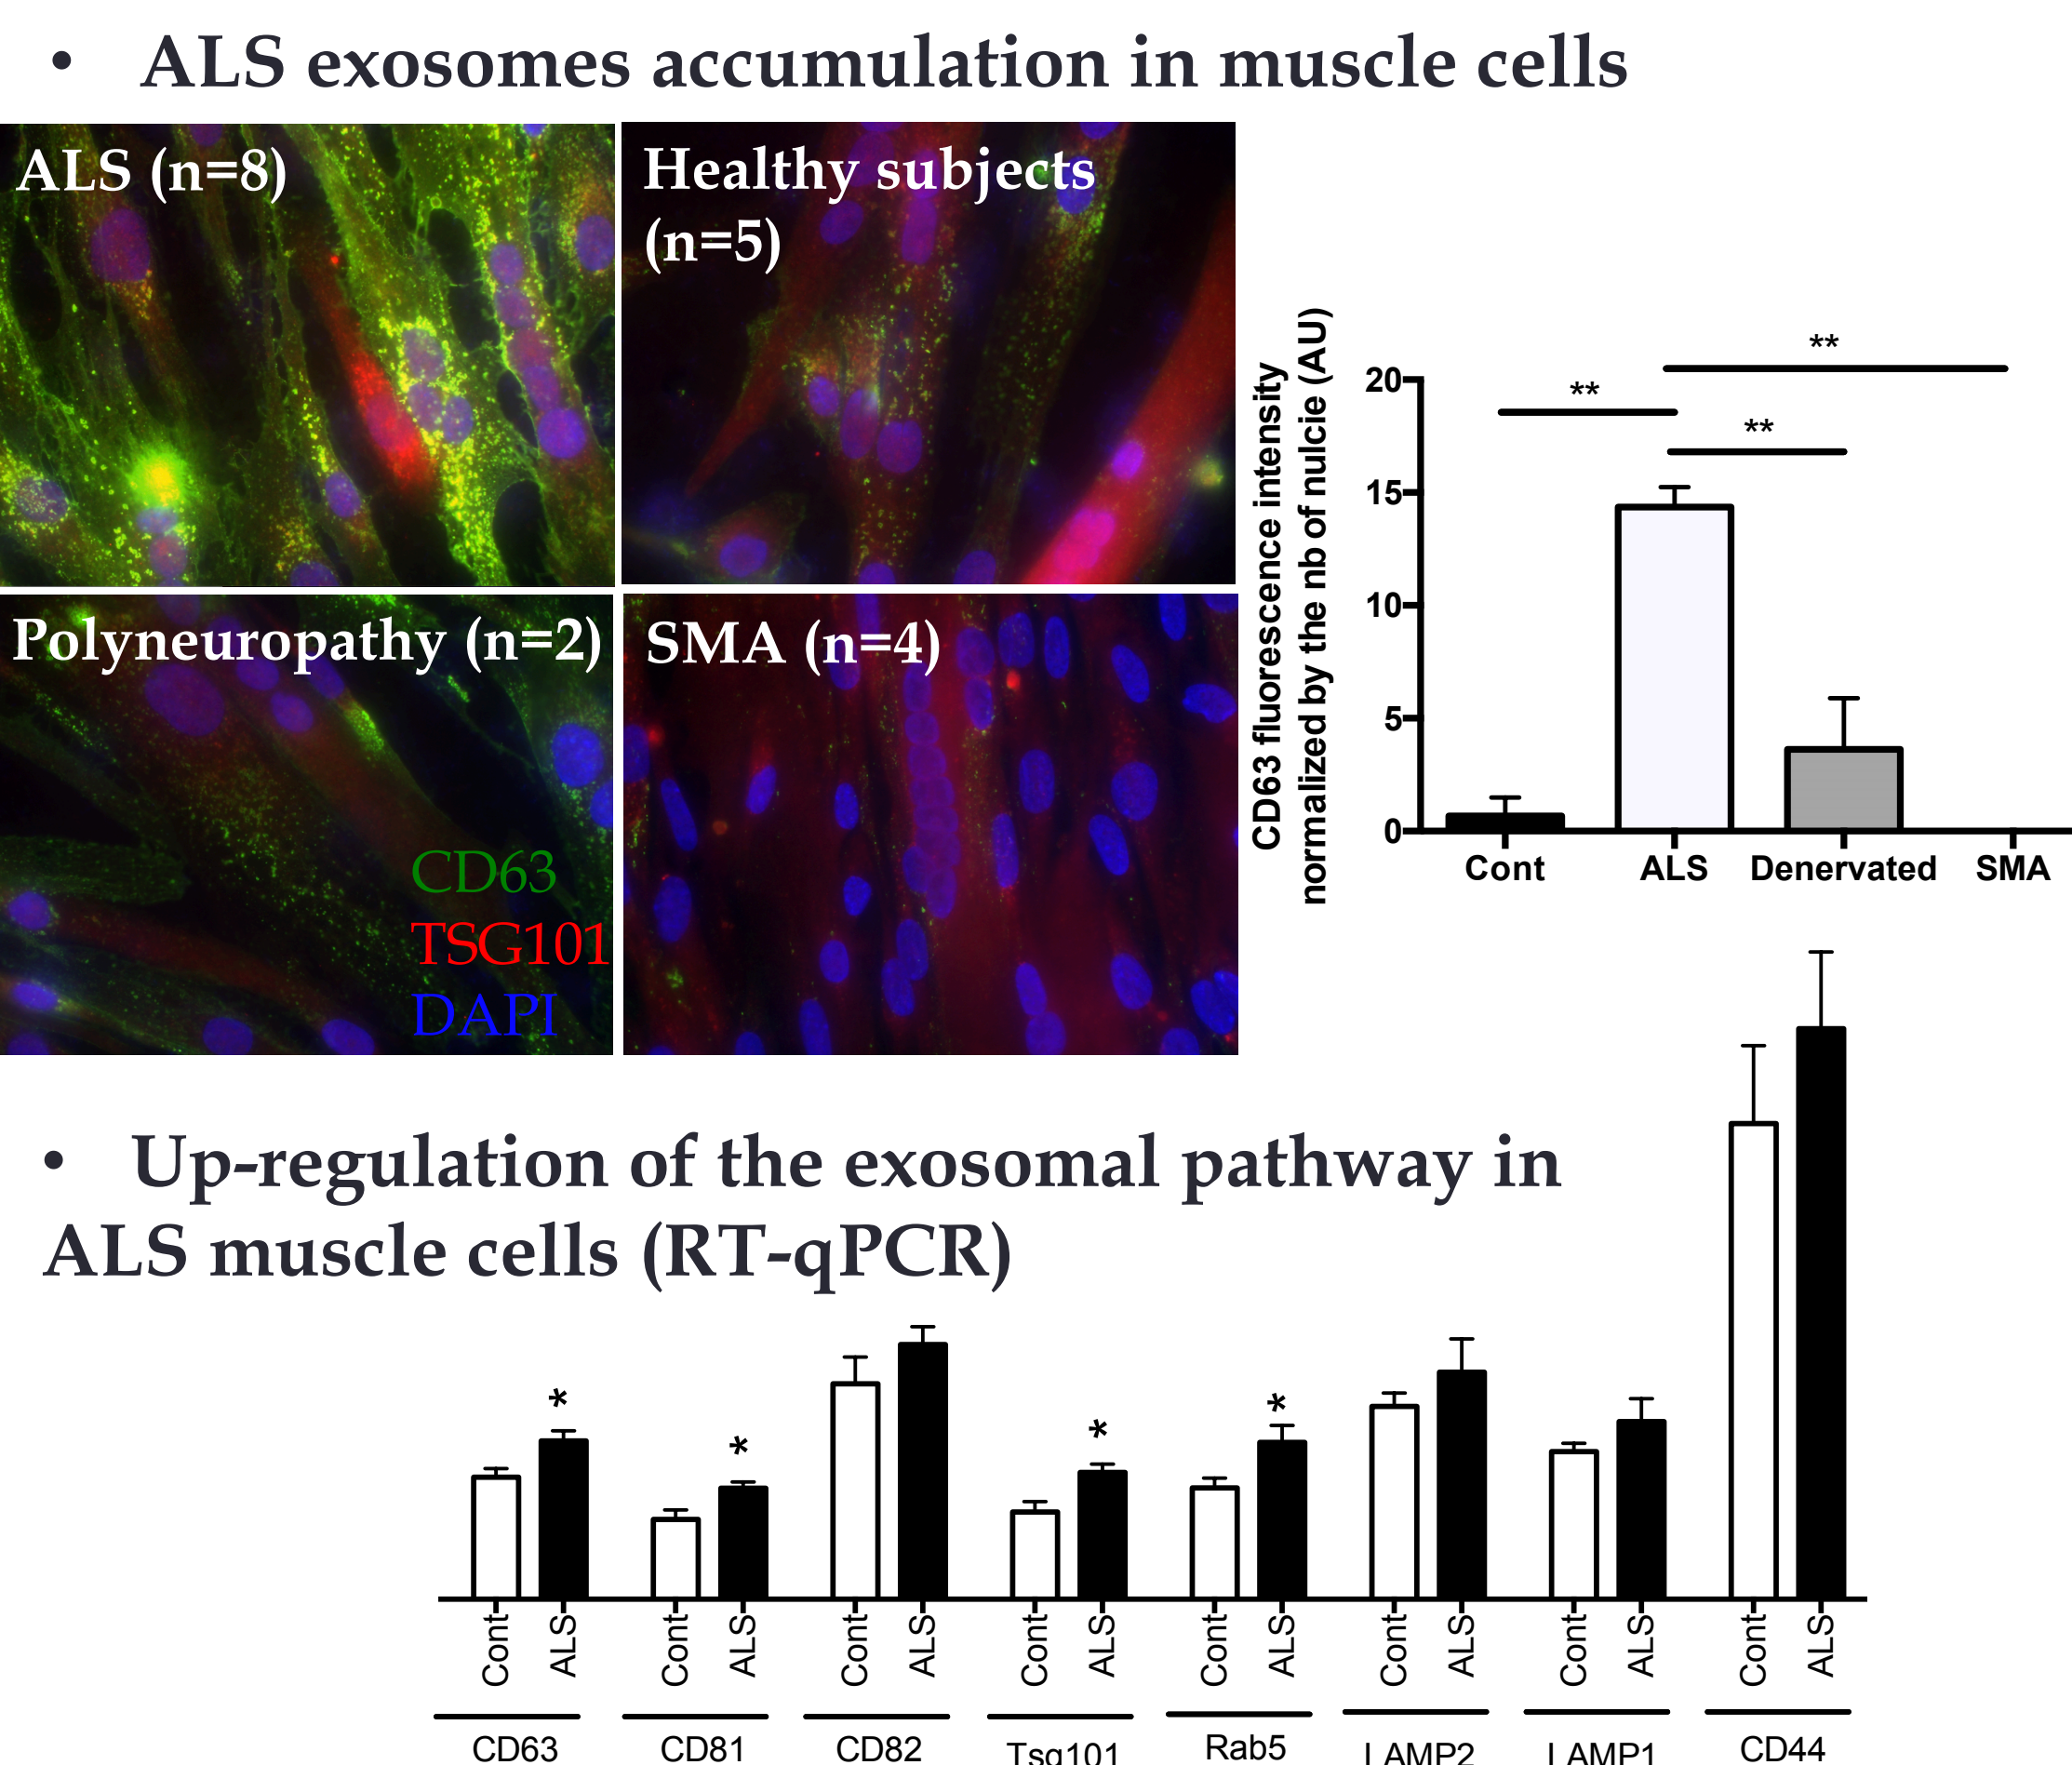 • ALS exosomes accumulation in muscle cells
ALS (n=8)
Healthy subjects
(n=5)
Polyneuropathy (n=2)
CD63
TSG101
DAPI
SMA (n=4)
CD63 fluorescence intensity
normalized by the nb of nulcie (AU)
20
15
10
5
0
**
**
**
Cont ALS Denervated SMA
• Up-regulation of the exosomal pathway in
ALS muscle cells (RT-qPCR)
* * * *
Cont ALS Cont ALS Cont ALS Cont ALS Cont ALS Cont ALS Cont ALS Cont ALS
CD63 CD81 CD82 Tsg101 Rab5 LAMP2 LAMP1 CD44